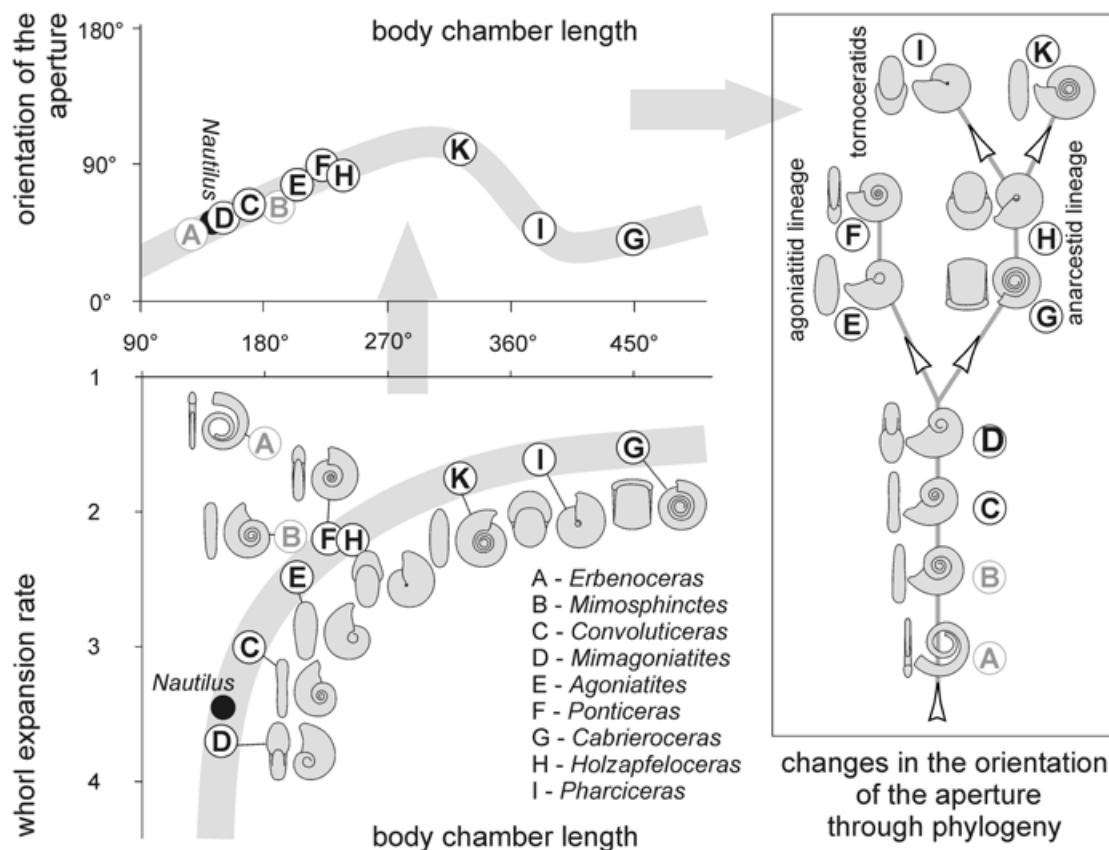 orientation of the
aperture
180°
90°
0°
body chamber length
Nautilus
A
D
C
B
E
F
H
K
I
G
90°
180°
270°
360°
450°
whorl expansion rate
1
2
3
4
A
B
F
H
E
C
Nautilus
D
K
I
G
A - Erbenoceras
B - Mimosphinctes
C - Convoluticeras
D - Mimagoniatites
E - Agoniatites
F - Ponticeras
G - Cabrieroceras
H - Holzapfeloceras
I - Pharciceras
body chamber length
I
K
tornoceratids
agoniatitid lineage
F
E
H
G
anarcestid lineage
D
C
B
A
changes in the orientation
of the aperture
through phylogeny